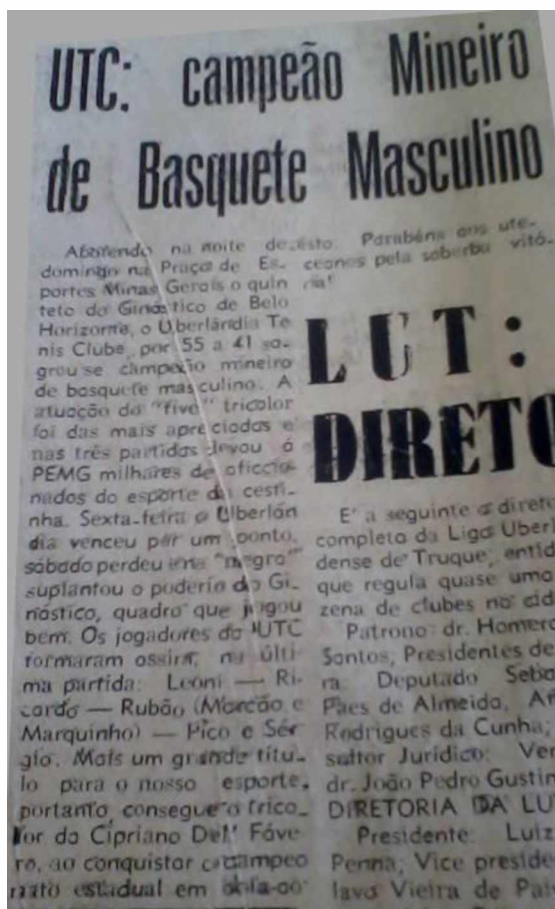 UTC: campeão Mineiro
de Basquete Masculino
Abatendo na noite de
domingo na Praça de Es-
portes Minas Gerais o quin
teto do Ginastico de Belo
Horizonte, o Uberlândia Te
nis Clube, por 55 a 41 sa-
grou-se campeão mineiro
de basquete masculino. A
atuação do "five" tricolor
foi das mais apreciadas e
nas três partidas levou á
PEMG milhares de aficcio-
nados do esporte da cesti-
nha. Sexta-feira o Uberlân
dia venceu por um ponto,
sábado perdeu e na "negra"
suplantou o poderio do Gi-
nástico, quadro que jogou
bem. Os jogadores do UTC
formaram assim, na últi
ma partida: Leoni — Ri-
cardo — Rubão (Marcão e
Marquinho) — Pico e Sér-
gio. Mais um grande títu-
lo para o nosso esporte,
portanto, consegue o trico-
lor da Cipriano Del' Fáve-
ro, ao conquistar o campeo
nato estadual em
ésto. Parabéns aos ute-
ceanos pela soberba vitó-
ria!
LUT:
DIRETO
E' a seguinte a direto
completa da Liga Uberl
dense de Truque, entid
que regula quase uma
zena de clubes na cid
Patrono: dr. Homero
Santos, Presidentes de
ra: Deputado Seba
Paes de Almeida, Ar
Rodrigues da Cunha,
sultor Jurídico: Ver
dr. João Pedro Gustin
DIRETORIA DA LU
Presidente: Luiz
Penna; Vice preside
lavo Vieira de Pai